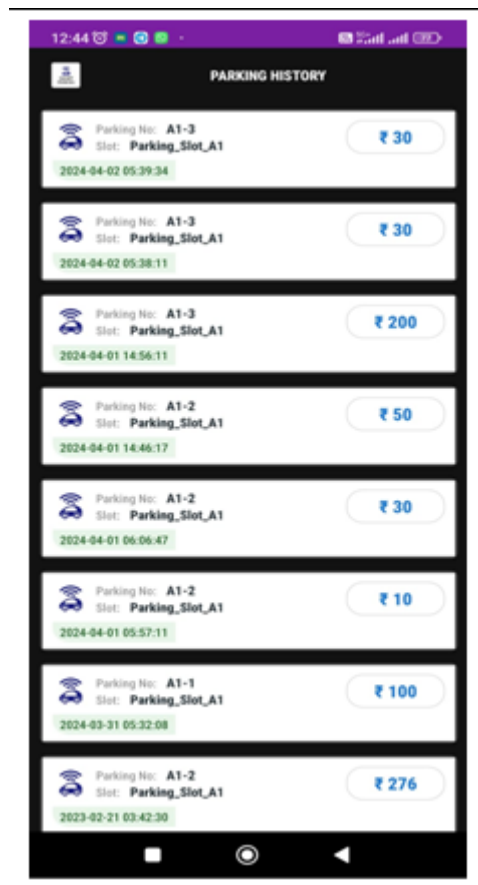 12:44
PARKING HISTORY
Parking No: A1-3
₹ 30
Slot: Parking_Slot_A1
2024-04-02 05:39:34
Parking No: A1-3
₹ 30
Slot: Parking_Slot_A1
2024-04-02 05:38:11
Parking No: A1-3
₹ 200
Slot: Parking_Slot_A1
2024-04-01 14:56:11
Parking No: A1-2
₹ 50
Slot: Parking_Slot_A1
2024-04-01 14:46:17
Parking No: A1-2
₹ 30
Slot: Parking_Slot_A1
2024-04-01 06:06:47
Parking No: A1-2
₹ 10
Slot: Parking_Slot_A1
2024-04-01 05:57:11
Parking No: A1-1
₹ 100
Slot: Parking_Slot_A1
2024-03-31 05:32:08
Parking No: A1-2
₹ 276
Slot: Parking_Slot_A1
2023-02-21 03:42:30